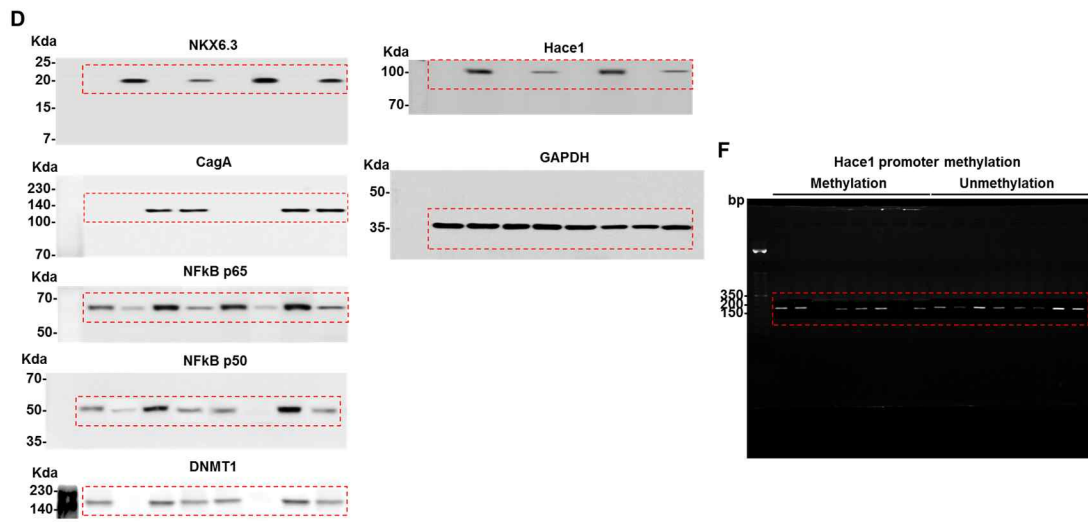 D
Kda
NKX6.3
25-
20-
15-
7-
Kda
CagA
230-
140-
100-
70-
Kda
NFkB p65
70-
50-
Kda
NFkB p50
70-
50-
35-
Kda
DNMT1
230-
140-
Kda
Hace1
100-
70-
Kda
GAPDH
50-
35-
F
Hace1 promoter methylation
Methylation Unmethylation
bp
350-
200-
150-